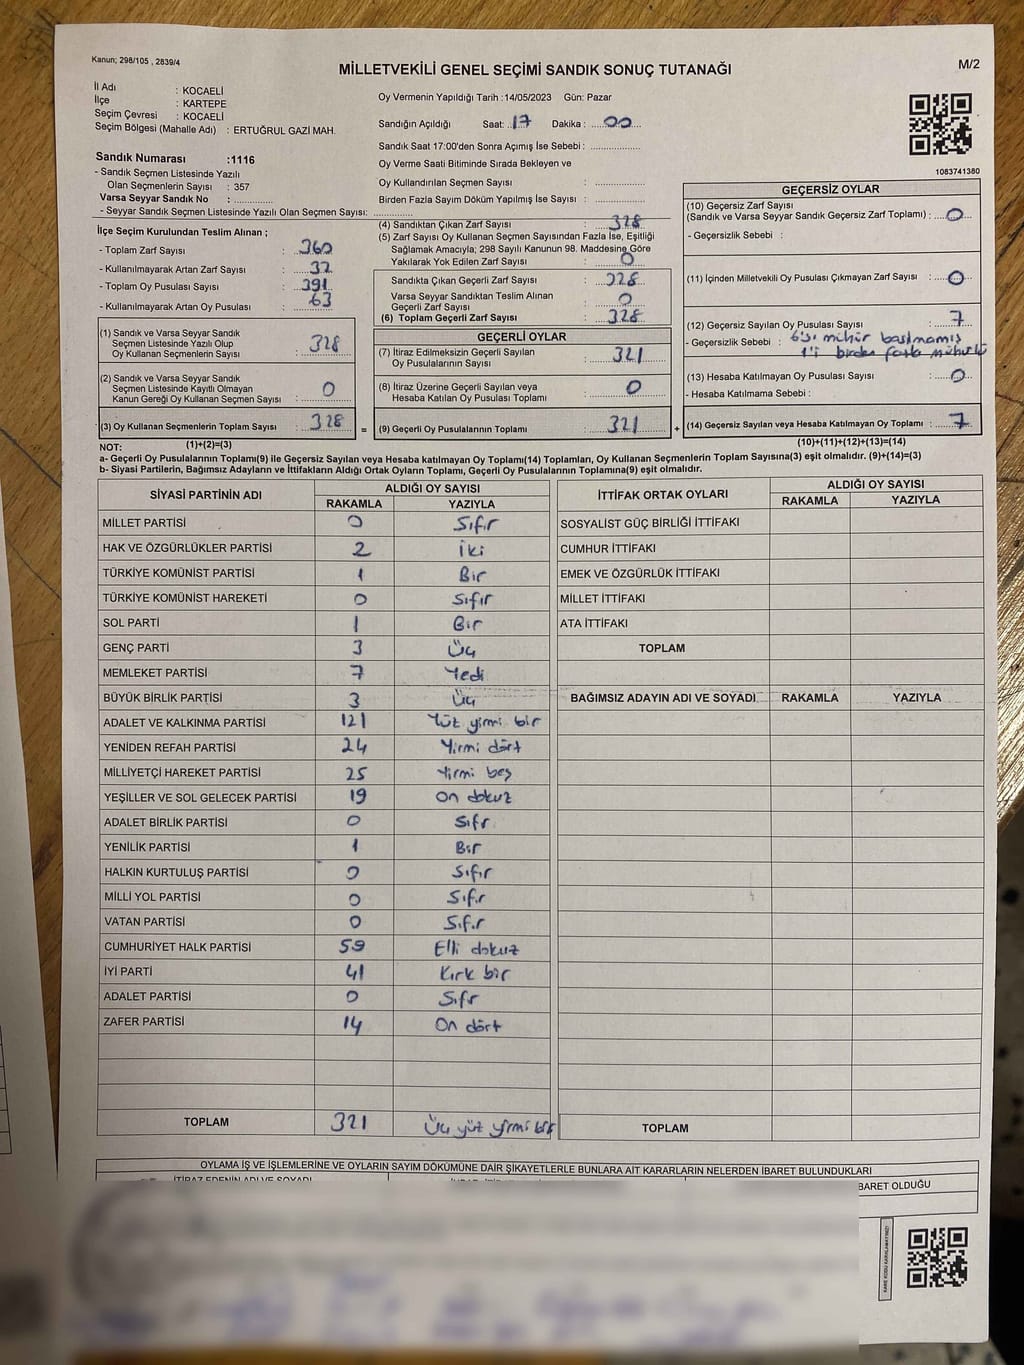 Kanun; 298/105 , 2839/4
M/2
MİLLETVEKİLİ GENEL SEÇİMİ SANDIK SONUÇ TUTANAĞI
İl Adı : KOCAELİ
İlçe : KARTEPE
Seçim Çevresi : KOCAELİ
Seçim Bölgesi (Mahalle Adı) : ERTUĞRUL GAZİ MAH.
Sandık Numarası :1116
- Sandık Seçmen Listesinde Yazılı
Olan Seçmenlerin Sayısı : 357
Varsa Seyyar Sandık No : ..............
- Seyyar Sandık Seçmen Listesinde Yazılı Olan Seçmen Sayısı: ..............
Oy Vermenin Yapıldığı Tarih :14/05/2023 Gün: Pazar
Sandığın Açıldığı Saat: 17 Dakika : 00
Sandık Saat 17:00'den Sonra Açımış İse Sebebi : ..................
Oy Verme Saati Bitiminde Sırada Bekleyen ve
Oy Kullandırılan Seçmen Sayısı : ..................
Birden Fazla Sayım Döküm Yapılmış İse Sayısı : ..................
1083741380
İlçe Seçim Kurulundan Teslim Alınan ;
- Toplam Zarf Sayısı : 360
- Kullanılmayarak Artan Zarf Sayısı : 32
- Toplam Oy Pusulası Sayısı : 391
- Kullanılmayarak Artan Oy Pusulası : 63
(1) Sandık ve Varsa Seyyar Sandık
Seçmen Listesinde Yazılı Olup
Oy Kullanan Seçmenlerin Sayısı : 328
(2) Sandık ve Varsa Seyyar Sandık
Seçmen Listesinde Kayıtlı Olmayan
Kanun Gereği Oy Kullanan Seçmen Sayısı : 0
(3) Oy Kullanan Seçmenlerin Toplam Sayısı : 328 =
(1)+(2)=(3)
(4) Sandıktan Çıkan Zarf Sayısı : 328
(5) Zarf Sayısı Oy Kullanan Seçmen Sayısından Fazla İse, Eşitliği
Sağlamak Amacıyla; 298 Sayılı Kanunun 98. Maddesine Göre
Yakılarak Yok Edilen Zarf Sayısı : 0
Sandıkta Çıkan Geçerli Zarf Sayısı : 328
Varsa Seyyar Sandıktan Teslim Alınan
Geçerli Zarf Sayısı : 0
(6) Toplam Geçerli Zarf Sayısı : 328
GEÇERLİ OYLAR
(7) İtiraz Edilmeksizin Geçerli Sayılan
Oy Pusulalarının Sayısı : 321
(8) İtiraz Üzerine Geçerli Sayılan veya
Hesaba Katılan Oy Pusulası Toplamı : 0
(9) Geçerli Oy Pusulalarının Toplamı : 321 +
GEÇERSİZ OYLAR
(10) Geçersiz Zarf Sayısı
(Sandık ve Varsa Seyyar Sandık Geçersiz Zarf Toplamı) : 0
- Geçersizlik Sebebi :
(11) İçinden Milletvekili Oy Pusulası Çıkmayan Zarf Sayısı : 0
(12) Geçersiz Sayılan Oy Pusulası Sayısı : 7
- Geçersizlik Sebebi : 6'sı mühür basılmamış
1'i birden fazla mühürlü
(13) Hesaba Katılmayan Oy Pusulası Sayısı : 0
- Hesaba Katılmama Sebebi :
(14) Geçersiz Sayılan veya Hesaba Katılmayan Oy Toplamı : 7
(10)+(11)+(12)+(13)=(14)
NOT:
a- Geçerli Oy Pusulalarının Toplamı(9) ile Geçersiz Sayılan veya Hesaba katılmayan Oy Toplamı(14) Toplamları, Oy Kullanan Seçmenlerin Toplam Sayısına(3) eşit olmalıdır. (9)+(14)=(3)
b- Siyasi Partilerin, Bağımsız Adayların ve İttifakların Aldığı Ortak Oyların Toplamı, Geçerli Oy Pusulalarının Toplamına(9) eşit olmalıdır.
SİYASİ PARTİNİN ADI
ALDIĞI OY SAYISI
RAKAMLA YAZIYLA
MİLLET PARTİSİ 0 Sıfır
HAK VE ÖZGÜRLÜKLER PARTİSİ 2 iki
TÜRKİYE KOMÜNİST PARTİSİ 1 Bir
TÜRKİYE KOMÜNİST HAREKETİ 0 Sıfır
SOL PARTİ 1 Bir
GENÇ PARTİ 3 Üç
MEMLEKET PARTİSİ 7 Yedi
BÜYÜK BİRLİK PARTİSİ 3 Üç
ADALET VE KALKINMA PARTİSİ 121 Yüz yirmi bir
YENİDEN REFAH PARTİSİ 24 Yirmi dört
MİLLİYETÇİ HAREKET PARTİSİ 25 Yirmi beş
YEŞİLLER VE SOL GELECEK PARTİSİ 19 On dokuz
ADALET BİRLİK PARTİSİ 0 Sıfr
YENİLİK PARTİSİ 1 Bir
HALKIN KURTULUŞ PARTİSİ 0 Sıfır
MİLLİ YOL PARTİSİ 0 Sıfır
VATAN PARTİSİ 0 Sıfır
CUMHURİYET HALK PARTİSİ 59 Elli dokuz
İYİ PARTİ 41 Kırk bir
ADALET PARTİSİ 0 Sıfr
ZAFER PARTİSİ 14 On dört
TOPLAM 321 Üç yüz yirmi bir
İTTİFAK ORTAK OYLARI
ALDIĞI OY SAYISI
RAKAMLA YAZIYLA
SOSYALİST GÜÇ BİRLİĞİ İTTİFAKI
CUMHUR İTTİFAKI
EMEK VE ÖZGÜRLÜK İTTİFAKI
MİLLET İTTİFAKI
ATA İTTİFAKI
TOPLAM
BAĞIMSIZ ADAYIN ADI VE SOYADI RAKAMLA YAZIYLA
TOPLAM
OYLAMA İŞ VE İŞLEMLERİNE VE OYLARIN SAYIM DÖKÜMÜNE DAİR ŞİKAYETLERLE BUNLARA AİT KARARLARIN NELERDEN İBARET BULUNDUKLARI
İTİRAZ EDENİN ADI VE SOYADI
İBARET OLDUĞU